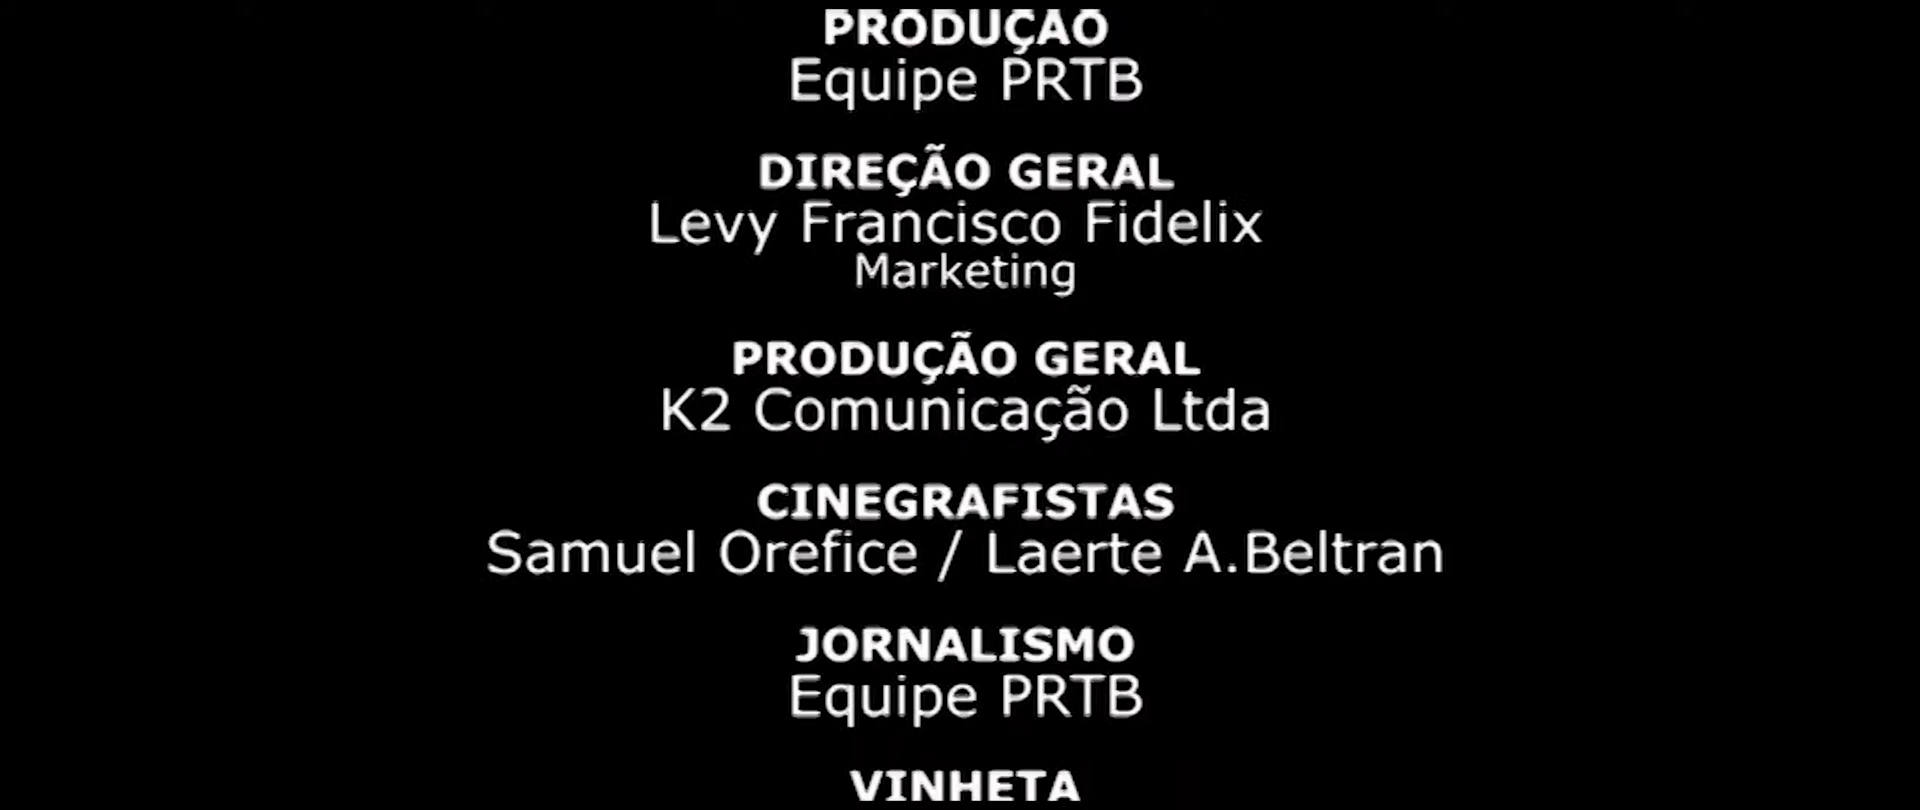 PRODUÇÃO
Equipe PRTB
DIREÇÃO GERAL
Levy Francisco Fidelix
Marketing
PRODUÇÃO GERAL
K2 Comunicação Ltda
CINEGRAFISTAS
Samuel Orefice / Laerte A.Beltran
JORNALISMO
Equipe PRTB
VINHETA